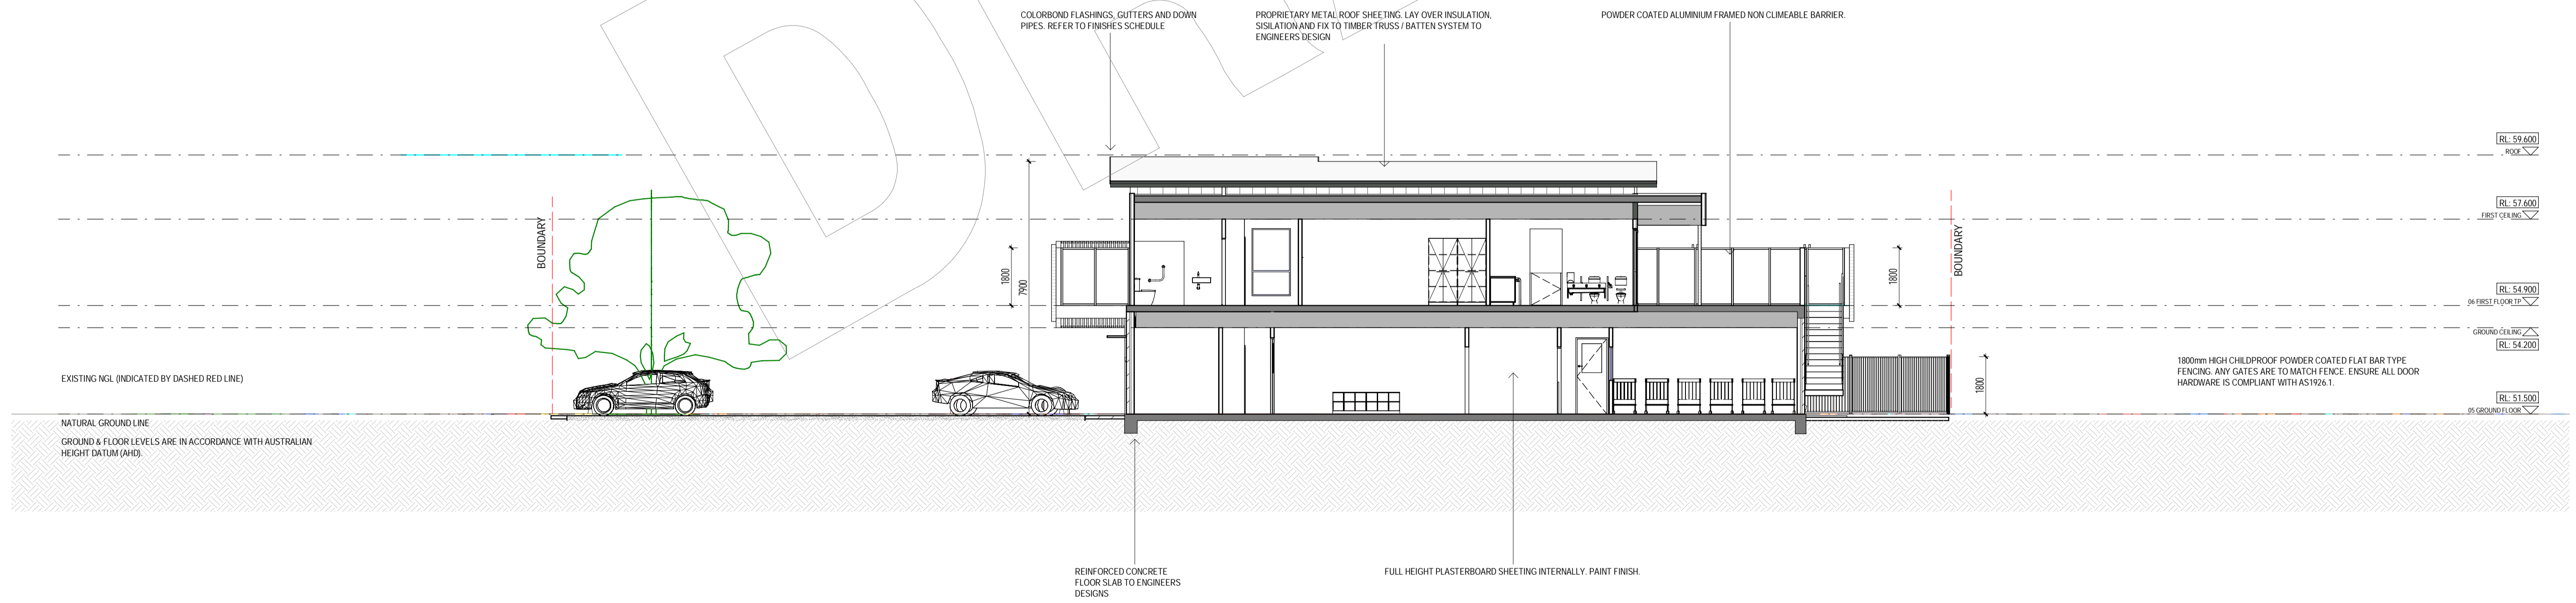 COLORBOND FLASHINGS, GUTTERS AND DOWN
PIPES. REFER TO FINISHES SCHEDULE
PROPRIETARY METAL ROOF SHEETING. LAY OVER INSULATION,
SISILATION AND FIX TO TIMBER TRUSS / BATTEN SYSTEM TO
ENGINEERS DESIGN
POWDER COATED ALUMINIUM FRAMED NON CLIMEABLE BARRIER.
RL: 59.600
ROOF
RL: 57.600
FIRST CEILING
BOUNDARY
BOUNDARY
1800
7900
1800
RL: 54.900
06 FIRST FLOOR TP
GROUND CEILING
RL: 54.200
1800mm HIGH CHILDPROOF POWDER COATED FLAT BAR TYPE
FENCING. ANY GATES ARE TO MATCH FENCE. ENSURE ALL DOOR
HARDWARE IS COMPLIANT WITH AS1926.1.
1800
EXISTING NGL (INDICATED BY DASHED RED LINE)
RL: 51.500
05 GROUND FLOOR
NATURAL GROUND LINE
GROUND & FLOOR LEVELS ARE IN ACCORDANCE WITH AUSTRALIAN
HEIGHT DATUM (AHD).
REINFORCED CONCRETE
FLOOR SLAB TO ENGINEERS
DESIGNS
FULL HEIGHT PLASTERBOARD SHEETING INTERNALLY. PAINT FINISH.